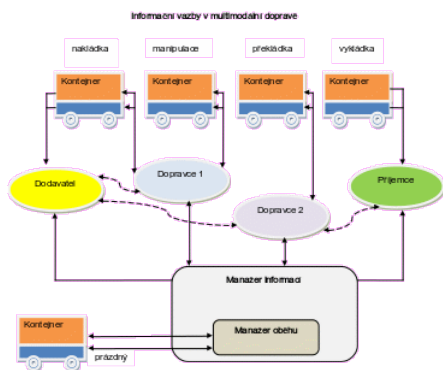 Informační vazby v multimodální dopravě
nakládka manipulace překládka vykládka
Kontejner Kontejner Kontejner Kontejner
Dopravce 1
Dodavatel
Příjemce
Dopravce 2
Manažer informací
Kontejner
Manažer oběhu
prázdný